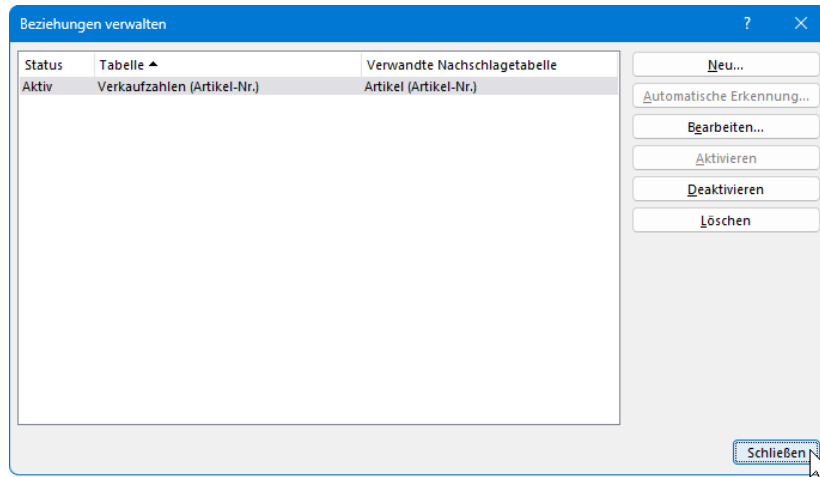 Beziehungen verwalten
Status Tabelle Verwandte Nachschlagetabelle
Aktiv Verkaufzahlen (Artikel-Nr.) Artikel (Artikel-Nr.)
Neu...
Automatische Erkennung...
Bearbeiten...
Aktivieren
Deaktivieren
Löschen
Schließen